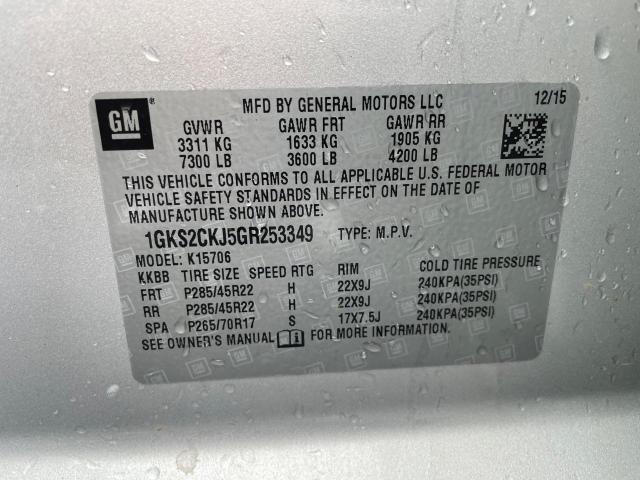 GM ® MFD BY GENERAL MOTORS LLC 12/15
GVWR GAWR FRT GAWR RR
3311 KG 1633 KG 1905 KG
7300 LB 3600 LB 4200 LB
THIS VEHICLE CONFORMS TO ALL APPLICABLE U.S. FEDERAL MOTOR
VEHICLE SAFETY STANDARDS IN EFFECT ON THE DATE OF
MANUFACTURE SHOWN ABOVE.
1GKS2CKJ5GR253349 TYPE: M.P.V.
MODEL: K15706
KKBB TIRE SIZE SPEED RTG RIM COLD TIRE PRESSURE
FRT P285/45R22 H 22X9J 240KPA(35PSI)
RR P285/45R22 H 22X9J 240KPA(35PSI)
SPA P265/70R17 S 17X7.5J 240KPA(35PSI)
SEE OWNER'S MANUAL FOR MORE INFORMATION.